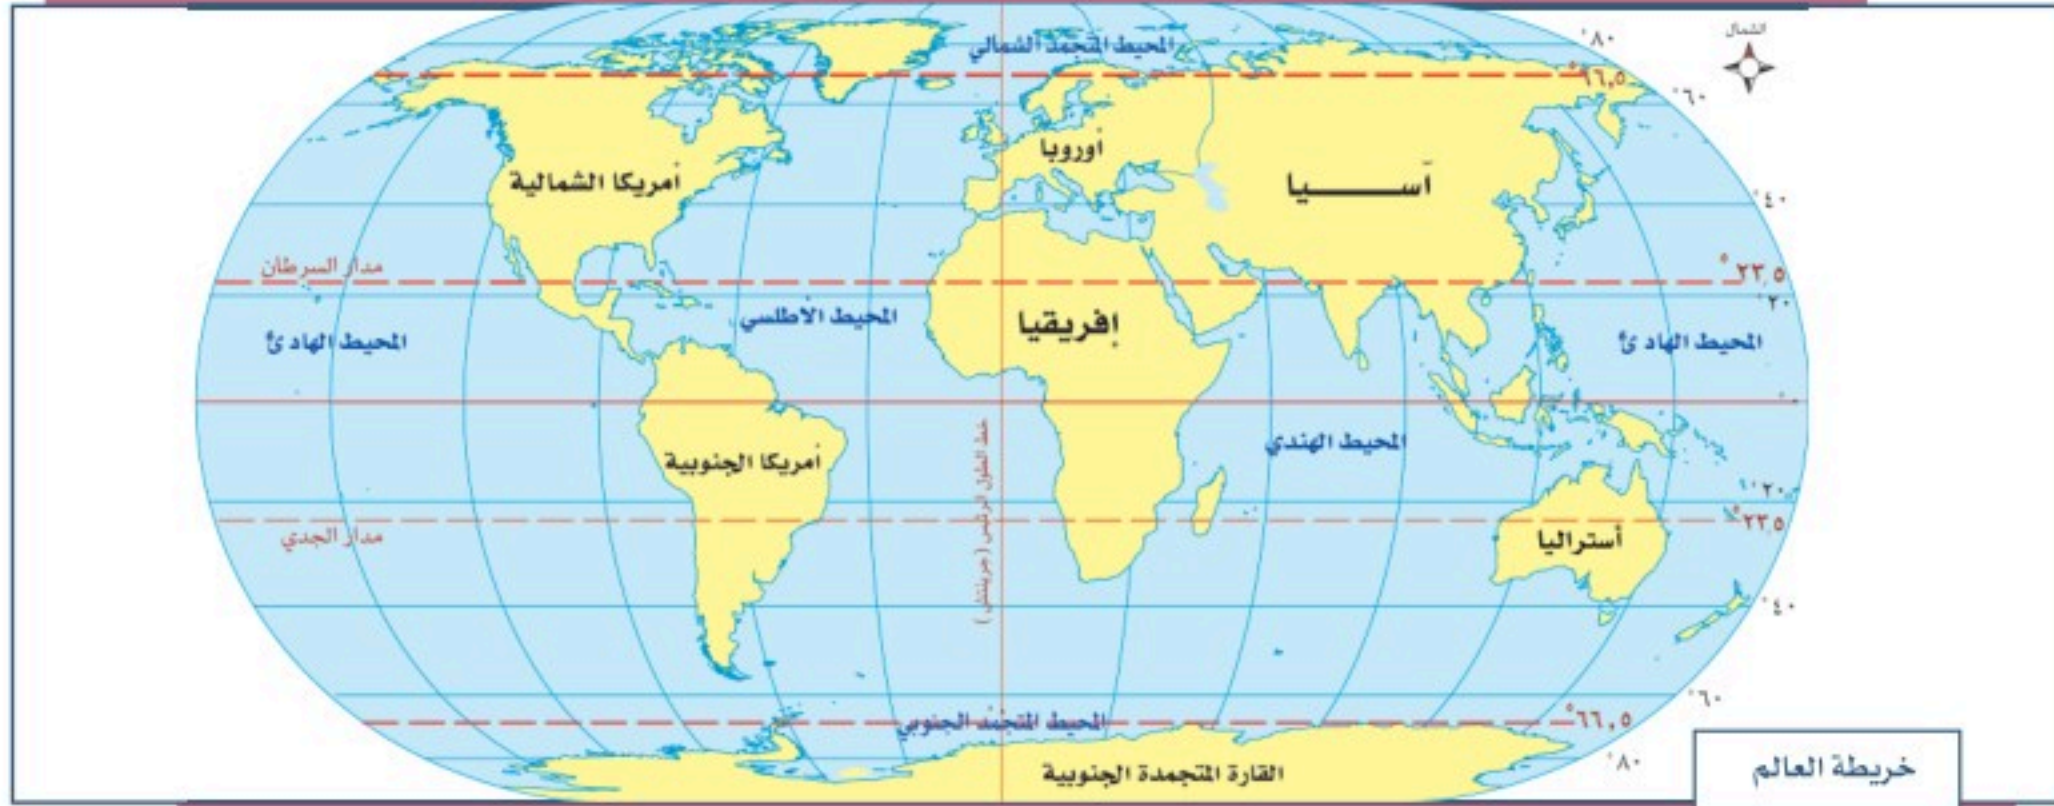 الشمال
°٨٠
المحيط المتجمد الشمالي
°٦٦,٥
°٦٠
أوروبا
آســـــيا
أمريكا الشمالية
°٤٠
مدار السرطان
°٢٣,٥
°٢٠
المحيط الهادئ
إفريقيا
المحيط الأطلسي
المحيط الهادئ
°٠
المحيط الهندي
أمريكا الجنوبية
خط الطول الرئيسي (جرينتش)
°٢٠
°٢٣,٥
أستراليا
مدار الجدي
°٤٠
°٦٠
°٦٦,٥
المحيط المتجمد الجنوبي
°٨٠
القارة المتجمدة الجنوبية
خريطة العالم